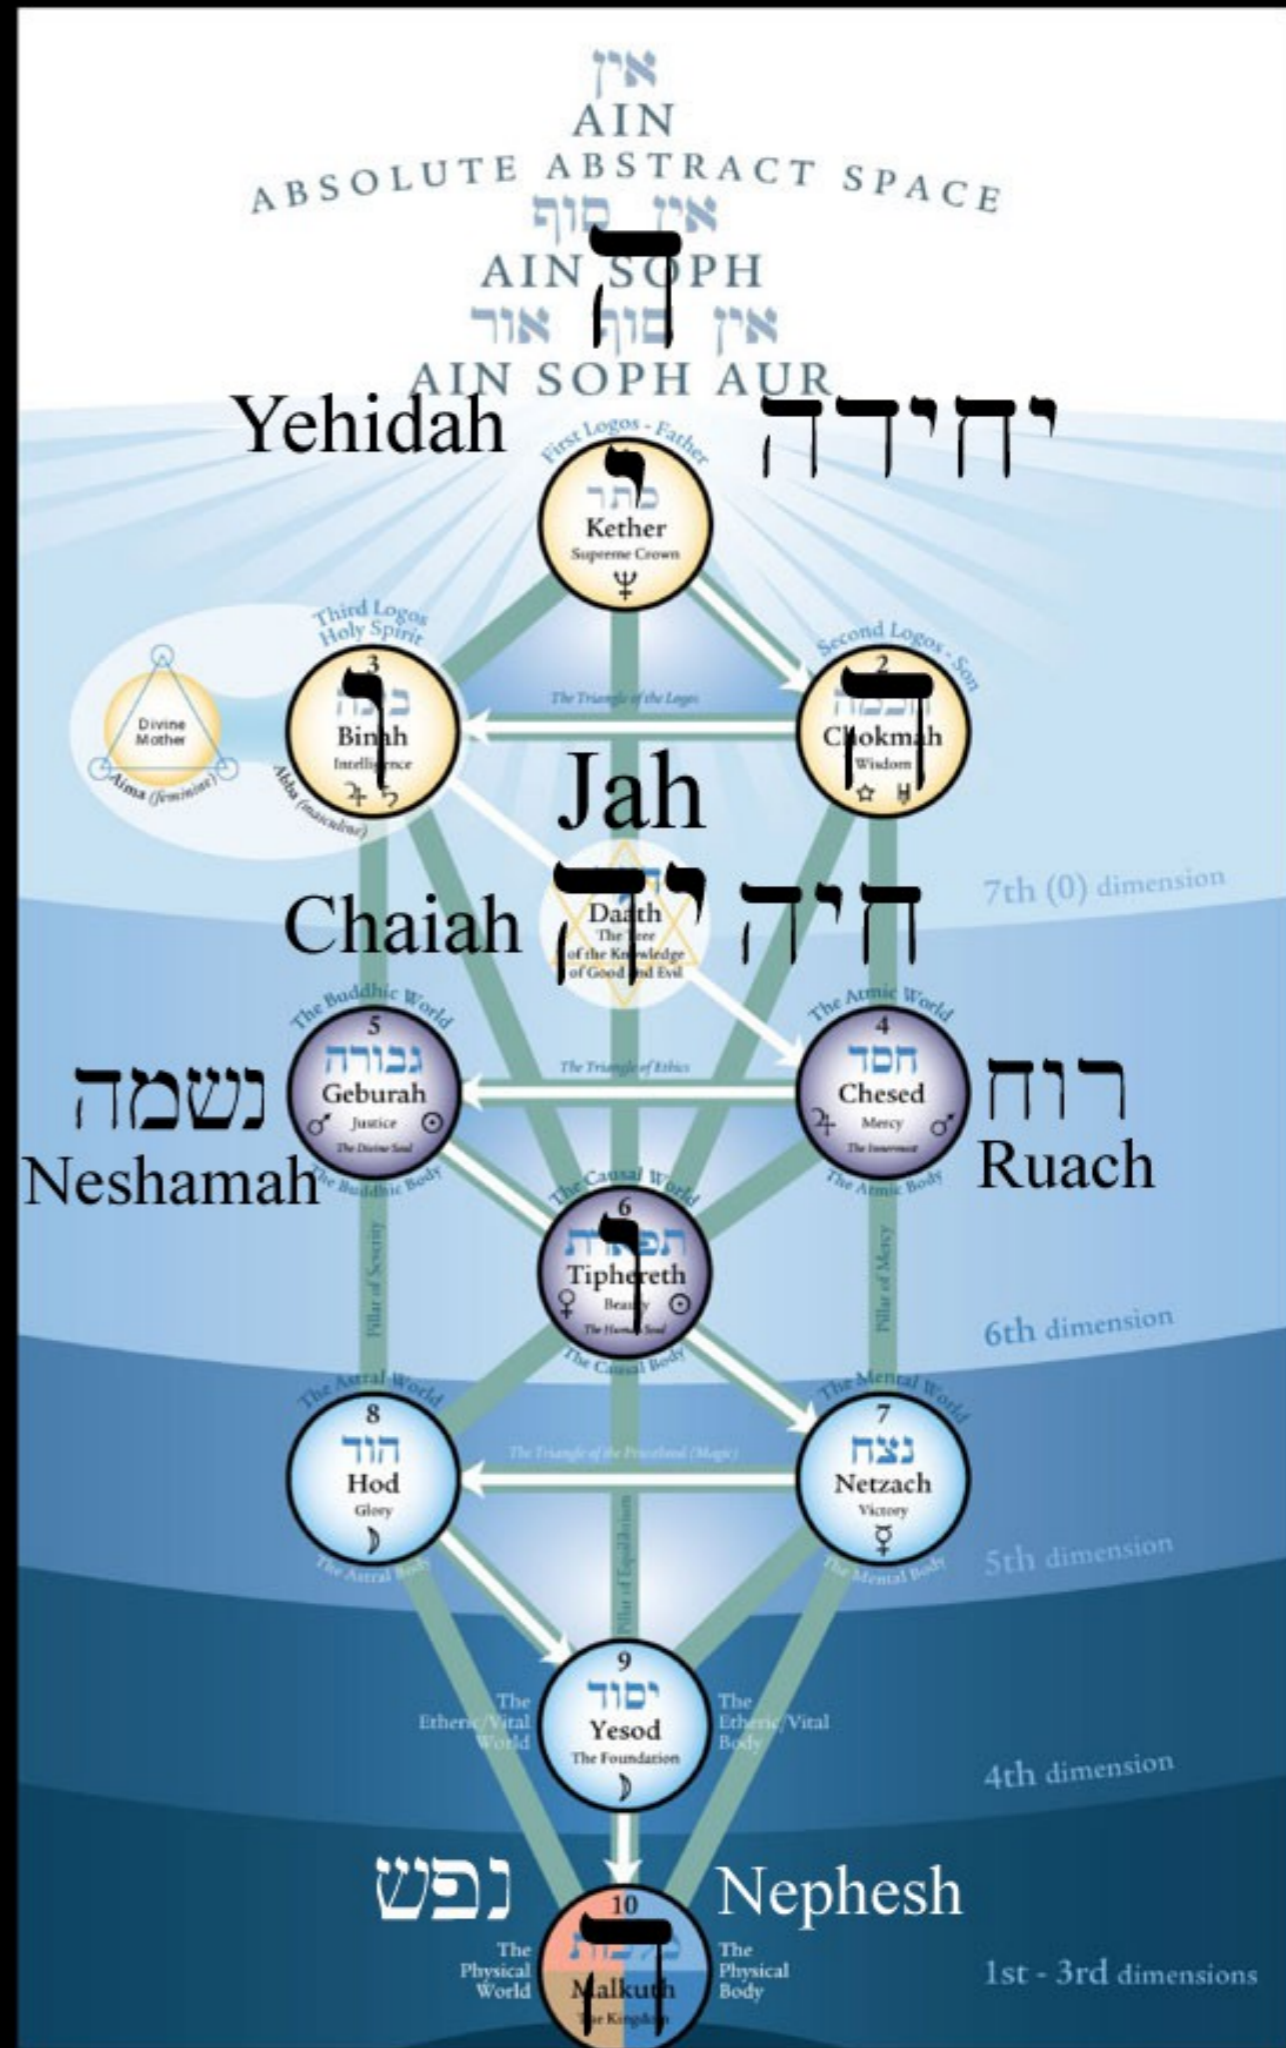 אין
AIN
ABSOLUTE ABSTRACT SPACE
אין סוף
ה
AIN SOPH
אין סוף אור
AIN SOPH AUR
Yehidah
יחידה
First Logos - Father
י
כתר
Kether
Supreme Crown
♆
Third Logos
Holy Spirit
3
ו
בינה
Binah
Intelligence
♃ ♄
Second Logos - Son
2
ה
חכמה
Chokmah
Wisdom
☆ ♅
Divine
Mother
Aima (feminine)
Abba (masculine)
The Triangle of the Logos
Jah
7th (0) dimension
Chaiah
יה
חיה
Daath
The Tree
of the Knowledge
of Good and Evil
The Buddhic World
5
גבורה
Geburah
♂ Justice ☉
The Divine Soul
The Buddhic Body
The Triangle of Ethics
The Atmic World
4
חסד
Chesed
♃ Mercy ♂
The Innermost
The Atmic Body
נשמה
Neshamah
רוח
Ruach
The Causal World
6
ו
תפארת
Tiphereth
♀ Beauty ☉
The Human Soul
The Causal Body
Pillar of Severity
Pillar of Mercy
6th dimension
The Astral World
8
הוד
Hod
Glory
☽
The Astral Body
The Triangle of the Priesthood (Magic)
The Mental World
7
נצח
Netzach
Victory
☿
The Mental Body
Pillar of Equilibrium
5th dimension
9
יסוד
Yesod
The Foundation
☽
The
Etheric/Vital
World
The
Etheric/Vital
Body
4th dimension
נפש
Nephesh
10
ה
מלכות
Malkuth
The Kingdom
The
Physical
World
The
Physical
Body
1st - 3rd dimensions